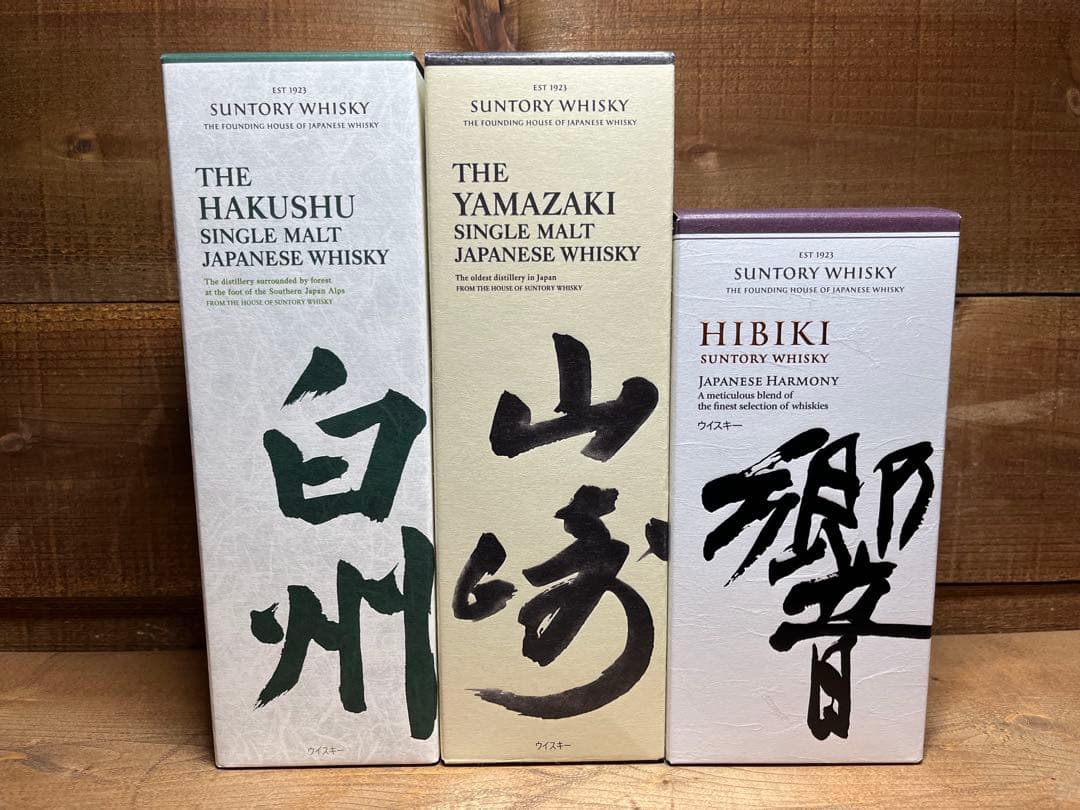 EST 1923
SUNTORY WHISKY
THE FOUNDING HOUSE OF JAPANESE WHISKY
THE
HAKUSHU
SINGLE MALT
JAPANESE WHISKY
The distillery surrounded by forest
at the foot of the Southern Japan Alps
FROM THE HOUSE OF SUNTORY WHISKY
白州
ウイスキー
EST 1923
SUNTORY WHISKY
THE FOUNDING HOUSE OF JAPANESE WHISKY
THE
YAMAZAKI
SINGLE MALT
JAPANESE WHISKY
The oldest distillery in Japan
FROM THE HOUSE OF SUNTORY WHISKY
山崎
ウイスキー
EST 1923
SUNTORY WHISKY
THE FOUNDING HOUSE OF JAPANESE WHISKY
HIBIKI
SUNTORY WHISKY
JAPANESE HARMONY
A meticulous blend of
the finest selection of whiskies
ウイスキー
響